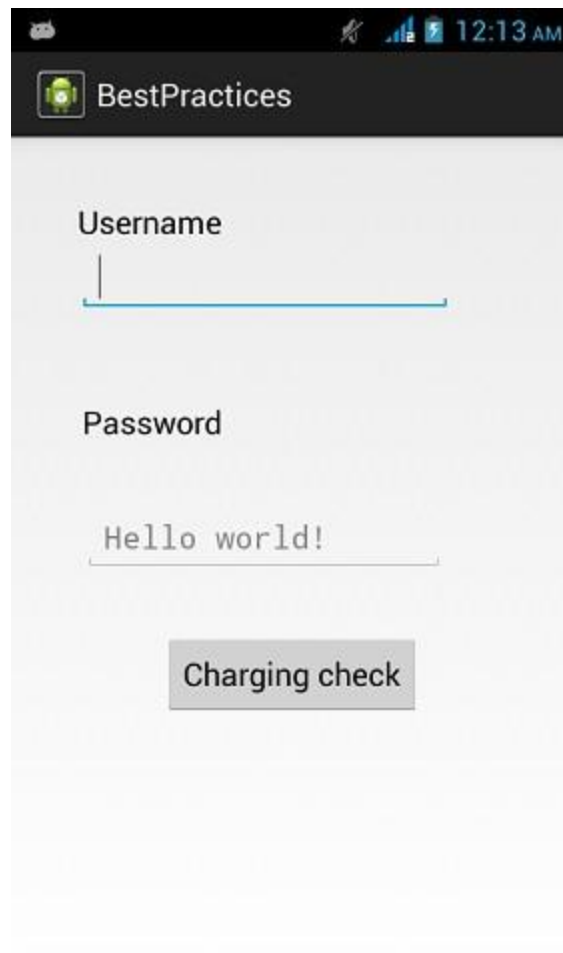 12:13 AM
BestPractices
Username
Password
Hello world!
Charging check